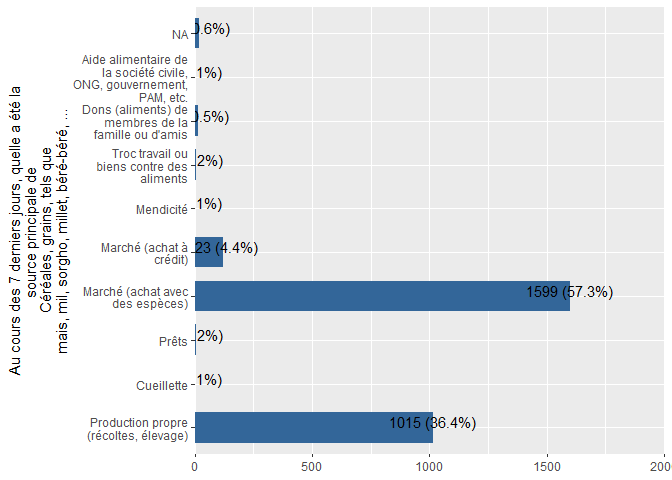 Au cours des 7 derniers jours, quelle a été la
source principale de
Céréales, grains, tels que
mais, mil, sorgho, millet, béré-béré, ...
NA
0.6%)
Aide alimentaire de
la société civile,
ONG, gouvernement,
PAM, etc.
1%)
Dons (aliments) de
membres de la
famille ou d'amis
0.5%)
Troc travail ou
biens contre des
aliments
2%)
Mendicité
1%)
Marché (achat à
crédit)
23 (4.4%)
Marché (achat avec
des espèces)
1599 (57.3%)
Prêts
2%)
Cueillette
1%)
Production propre
(récoltes, élevage)
1015 (36.4%)
0
500
1000
1500
200